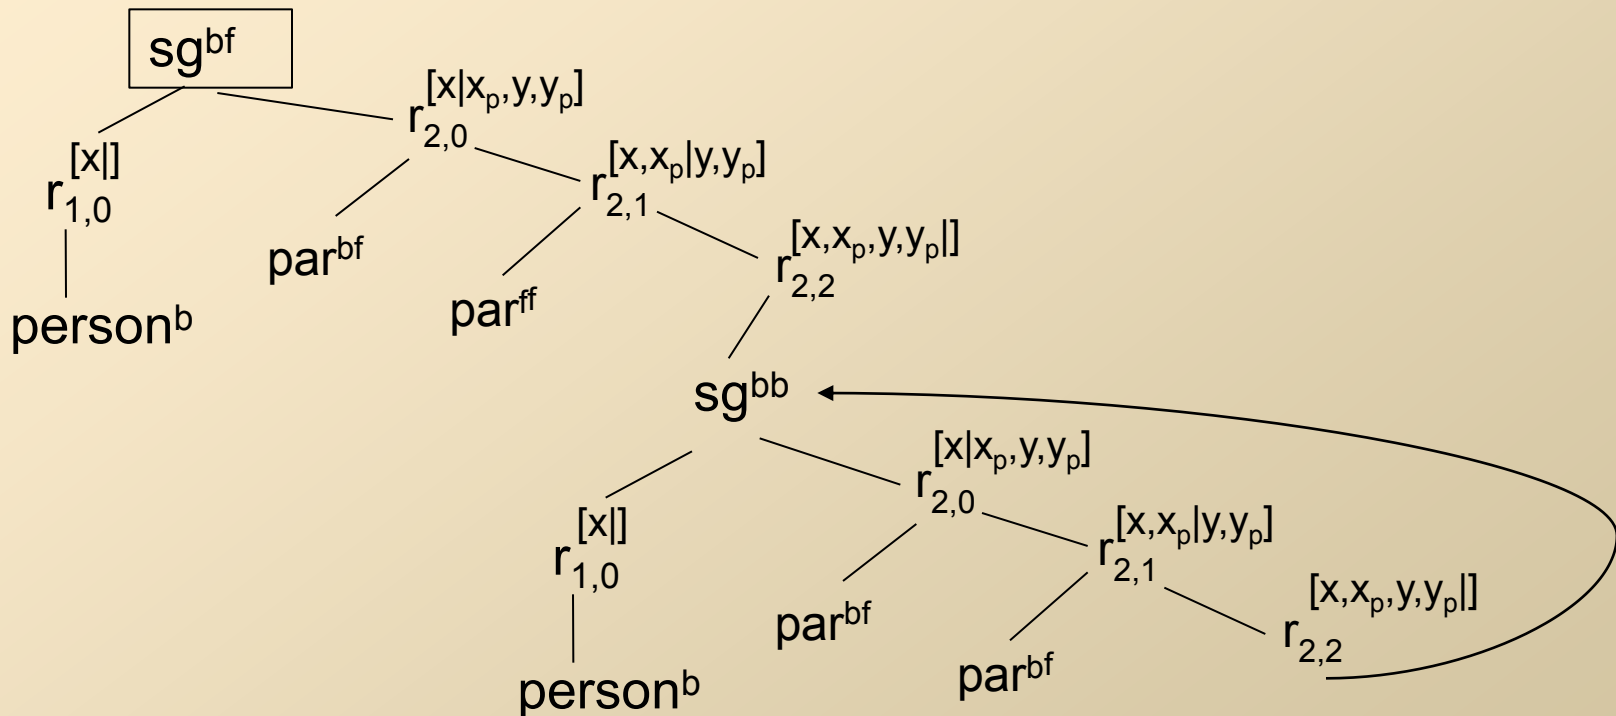 sg^bf
r_2,0^[x|x_p,y,y_p]
r_1,0^[x|]
r_2,1^[x,x_p|y,y_p]
par^bf
r_2,2^[x,x_p,y,y_p|]
person^b
par^ff
sg^bb
r_2,0^[x|x_p,y,y_p]
r_1,0^[x|]
r_2,1^[x,x_p|y,y_p]
par^bf
r_2,2^[x,x_p,y,y_p|]
person^b
par^bf